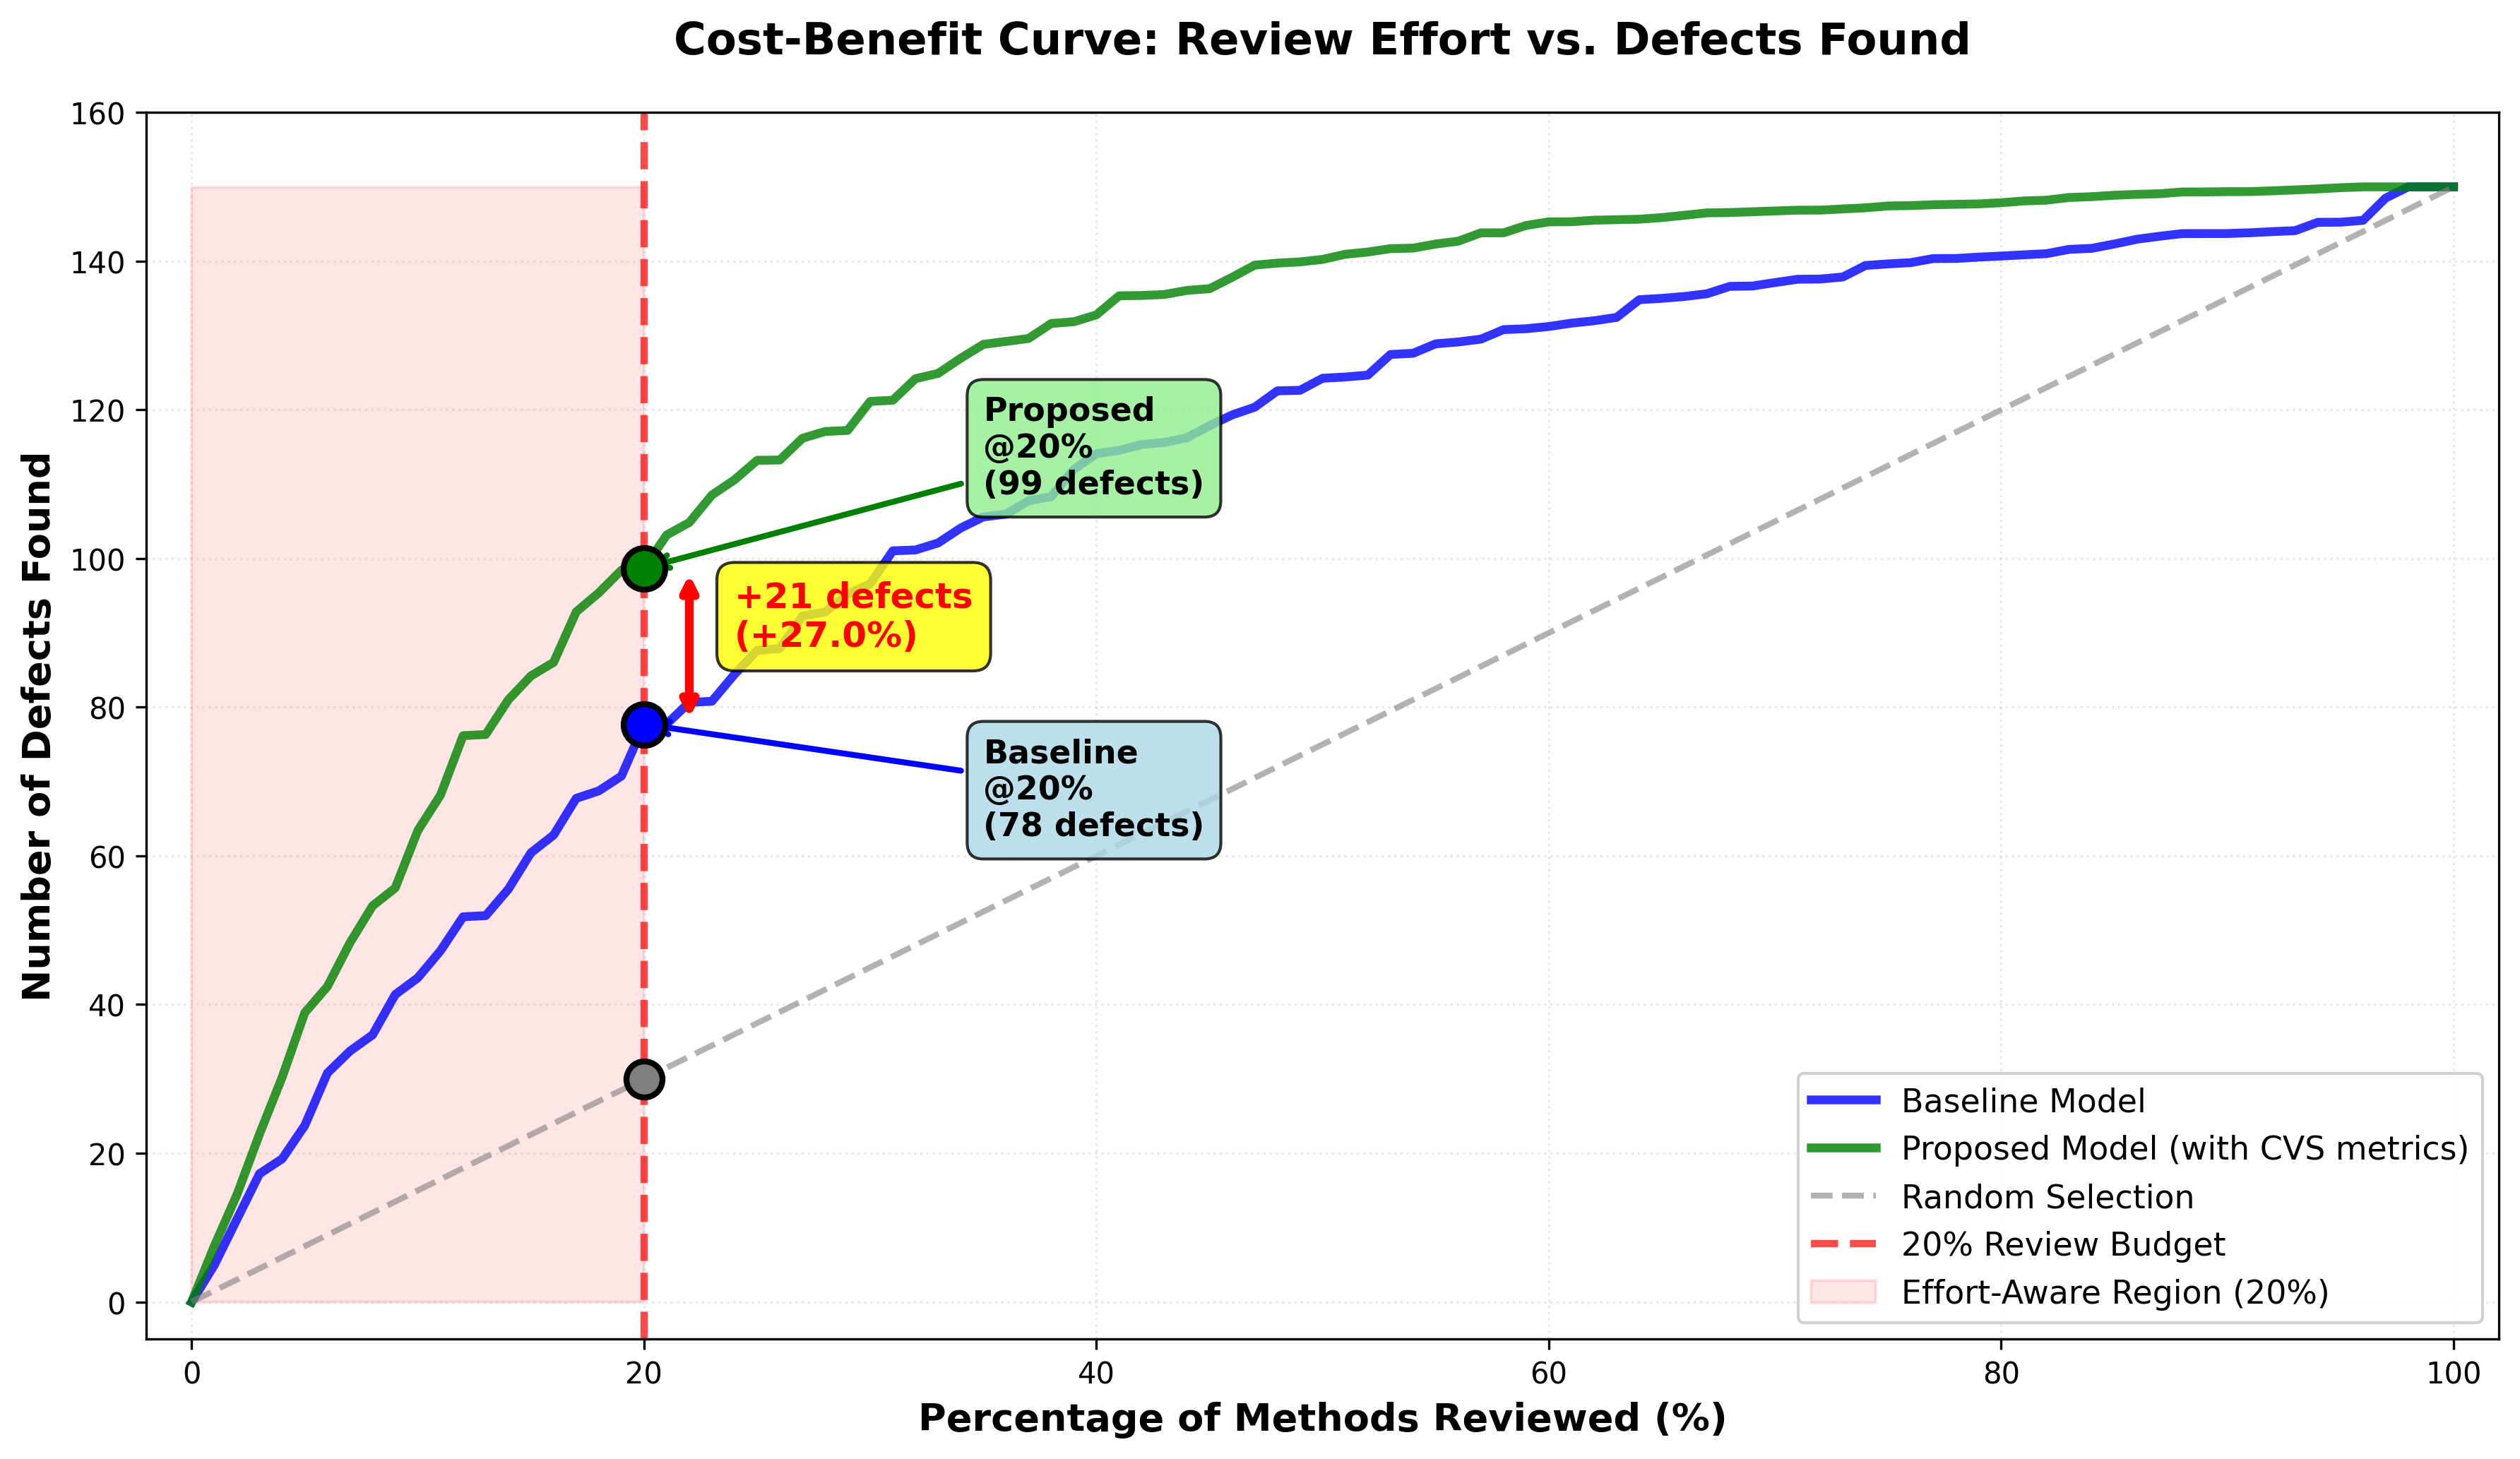 Cost-Benefit Curve: Review Effort vs. Defects Found
Number of Defects Found
160
140
120
100
80
60
40
20
0
Proposed
@20%
(99 defects)
+21 defects
(+27.0%)
Baseline
@20%
(78 defects)
Baseline Model
Proposed Model (with CVS metrics)
Random Selection
20% Review Budget
Effort-Aware Region (20%)
0
20
40
60
80
100
Percentage of Methods Reviewed (%)